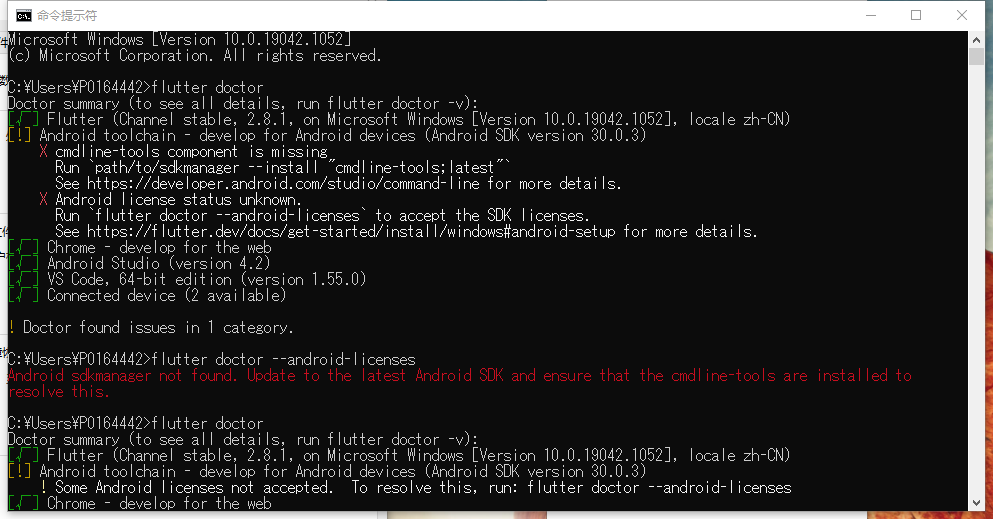 命令提示符
Microsoft Windows [Version 10.0.19042.1052]
(c) Microsoft Corporation. All rights reserved.
C:¥Users¥P0164442>flutter doctor
Doctor summary (to see all details, run flutter doctor -v):
[√] Flutter (Channel stable, 2.8.1, on Microsoft Windows [Version 10.0.19042.1052], locale zh-CN)
[!] Android toolchain - develop for Android devices (Android SDK version 30.0.3)
X cmdline-tools component is missing
Run `path/to/sdkmanager --install "cmdline-tools;latest"`
See https://developer.android.com/studio/command-line for more details.
X Android license status unknown.
Run `flutter doctor --android-licenses` to accept the SDK licenses.
See https://flutter.dev/docs/get-started/install/windows#android-setup for more details.
[√] Chrome - develop for the web
[√] Android Studio (version 4.2)
[√] VS Code, 64-bit edition (version 1.55.0)
[√] Connected device (2 available)
! Doctor found issues in 1 category.
C:¥Users¥P0164442>flutter doctor --android-licenses
Android sdkmanager not found. Update to the latest Android SDK and ensure that the cmdline-tools are installed to
resolve this.
C:¥Users¥P0164442>flutter doctor
Doctor summary (to see all details, run flutter doctor -v):
[√] Flutter (Channel stable, 2.8.1, on Microsoft Windows [Version 10.0.19042.1052], locale zh-CN)
[!] Android toolchain - develop for Android devices (Android SDK version 30.0.3)
! Some Android licenses not accepted.  To resolve this, run: flutter doctor --android-licenses
[√] Chrome - develop for the web